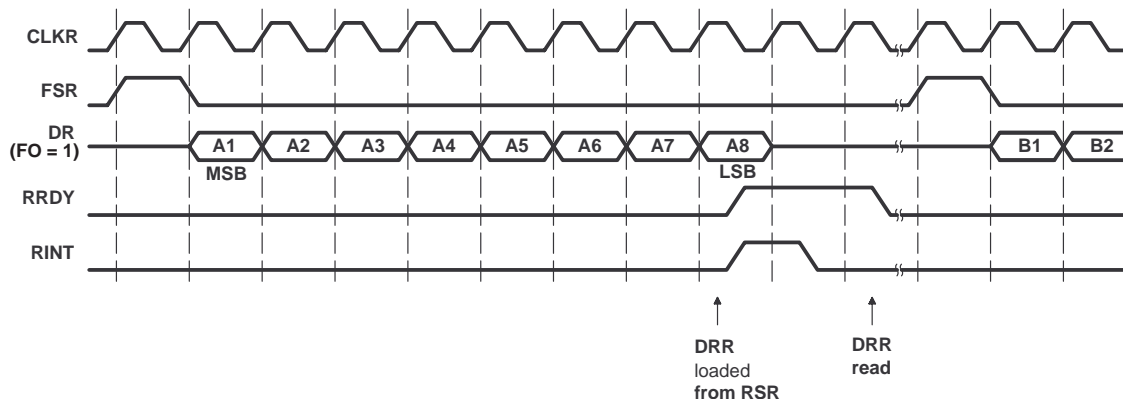 CLKR
FSR
DR
(FO = 1)
A1 A2 A3 A4 A5 A6 A7 A8 B1 B2
MSB LSB
RRDY
RINT
DRR
loaded
from RSR
DRR
read